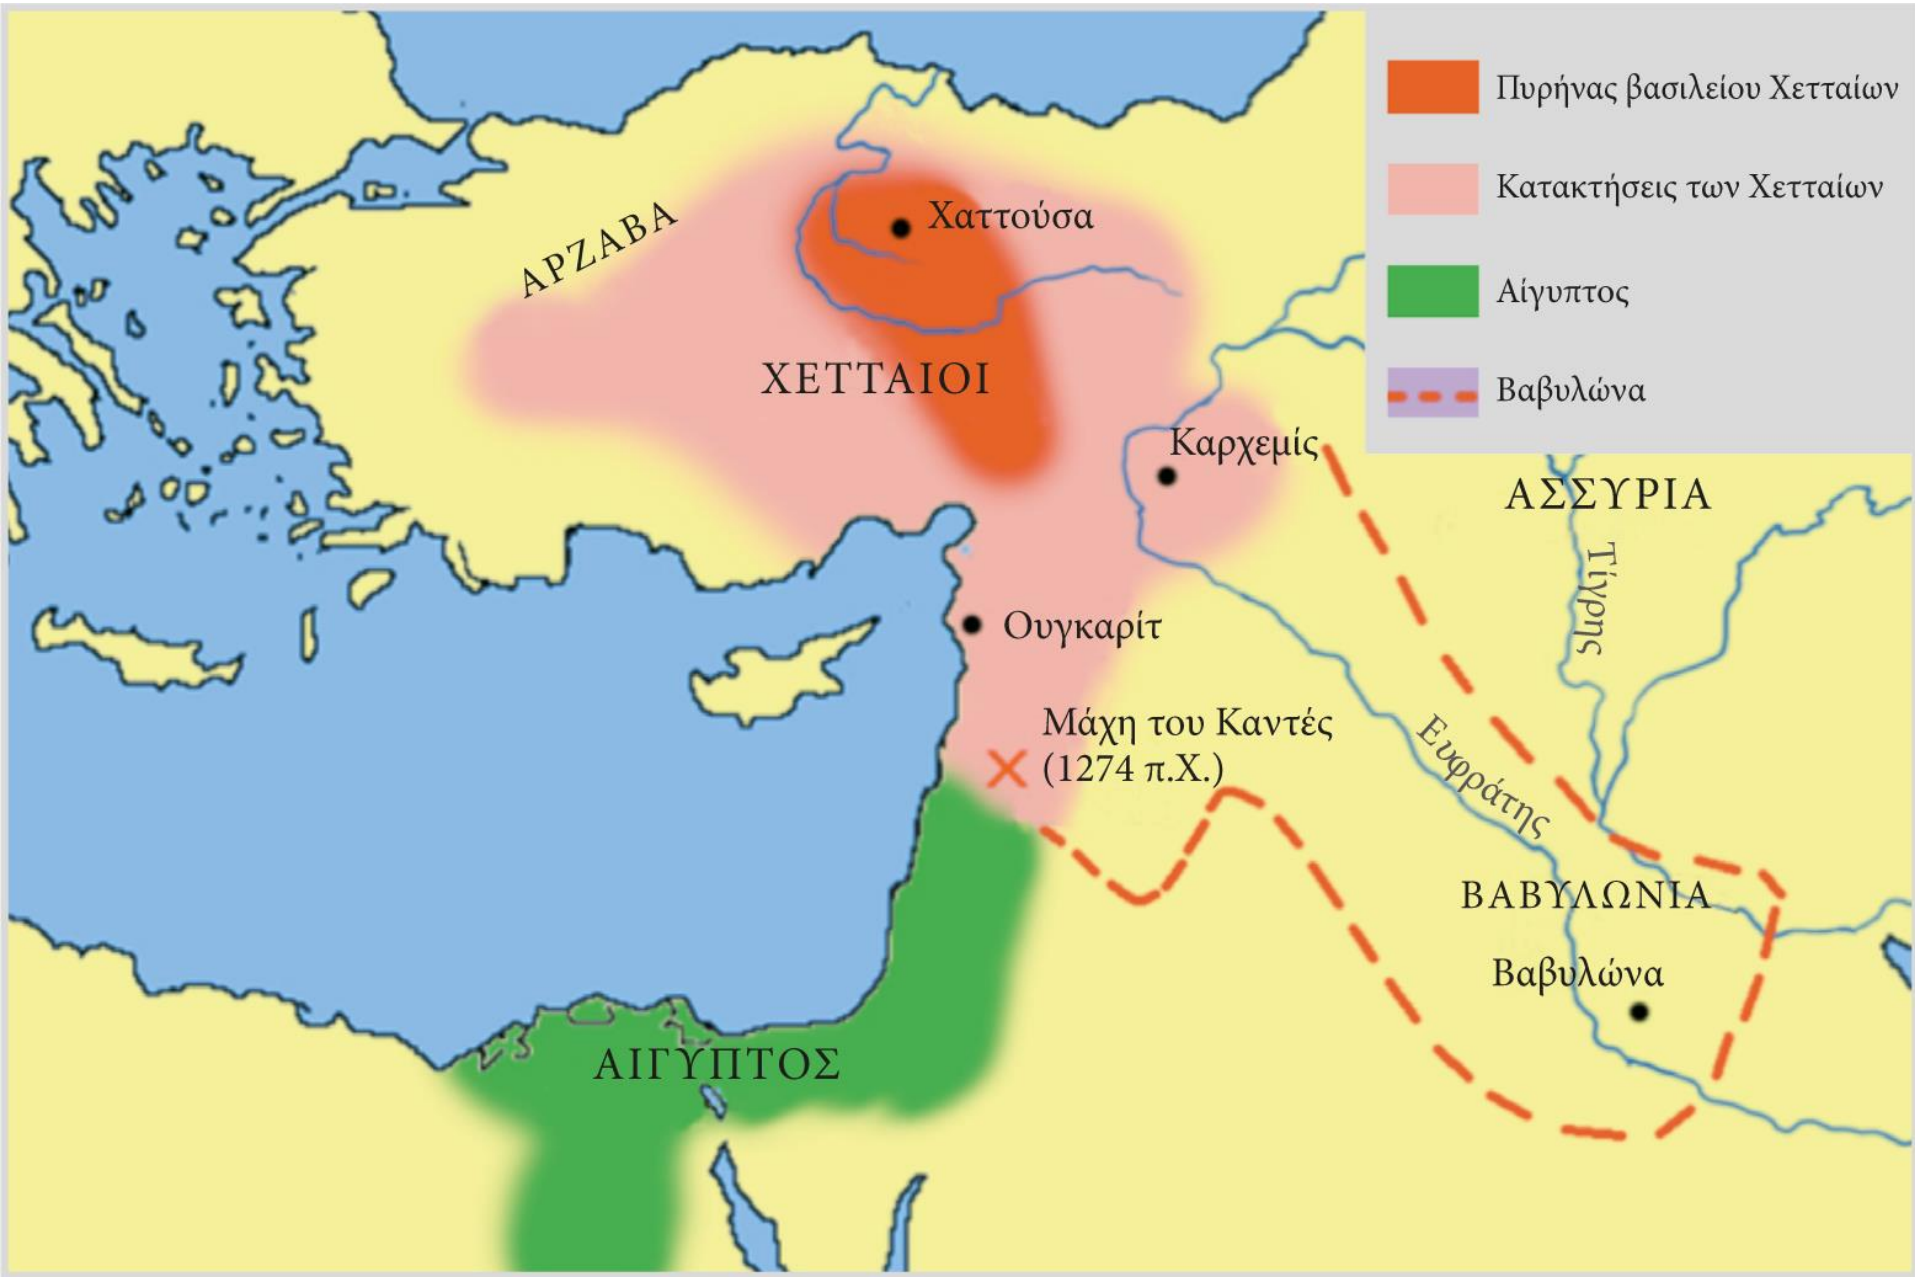 Πυρήνας βασιλείου Χετταίων
Κατακτήσεις των Χετταίων
Αίγυπτος
Βαβυλώνα
ΑΡΖΑΒΑ
Χαττούσα
ΧΕΤΤΑΙΟΙ
Καρχεμίς
ΑΣΣΥΡΙΑ
Τίγρης
Ουγκαρίτ
Μάχη του Καντές
(1274 π.Χ.)
Ευφράτης
ΒΑΒΥΛΩΝΙΑ
Βαβυλώνα
ΑΙΓΥΠΤΟΣ